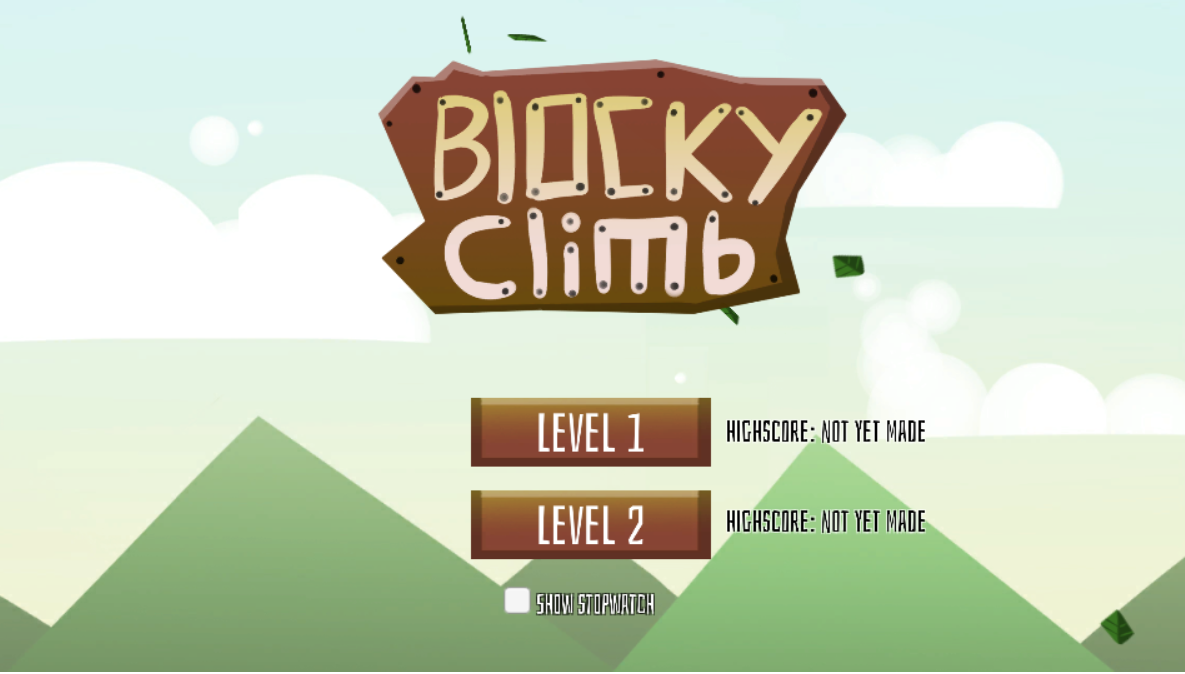 Blocky
Climb
LEVEL 1
HIGHSCORE: NOT YET MADE
LEVEL 2
HIGHSCORE: NOT YET MADE
SHOW STOPWATCH